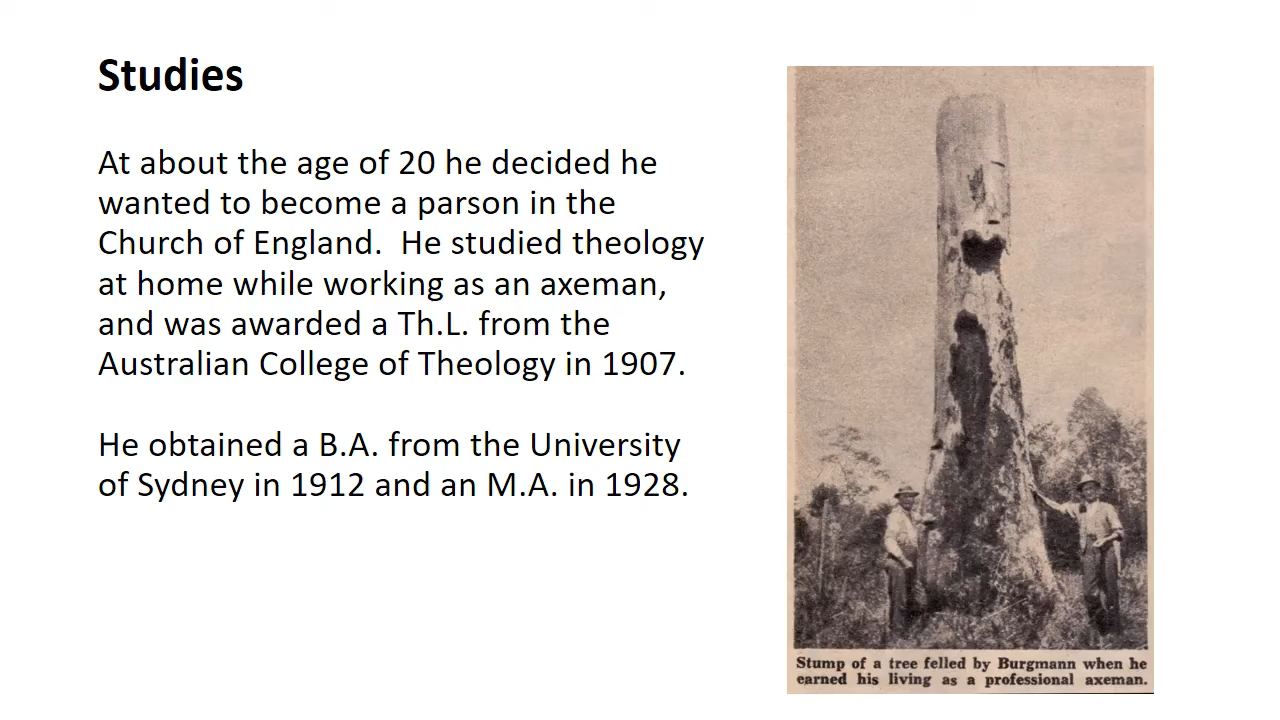 Studies
At about the age of 20 he decided he
wanted to become a parson in the
Church of England.  He studied theology
at home while working as an axeman,
and was awarded a Th.L. from the
Australian College of Theology in 1907.
He obtained a B.A. from the University
of Sydney in 1912 and an M.A. in 1928.
Stump of a tree felled by Burgmann when he
earned his living as a professional axeman.